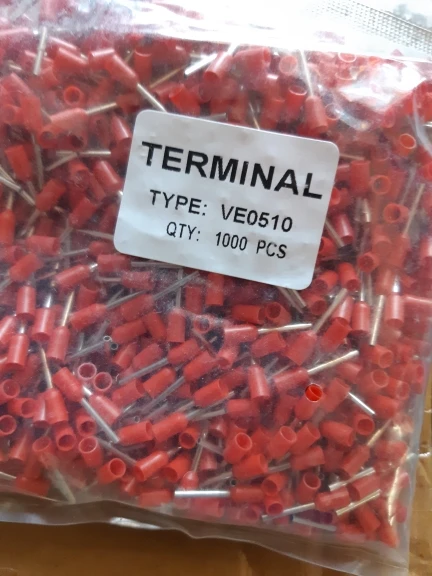 TERMINAL
TYPE: VE0510
QTY: 1000 PCS